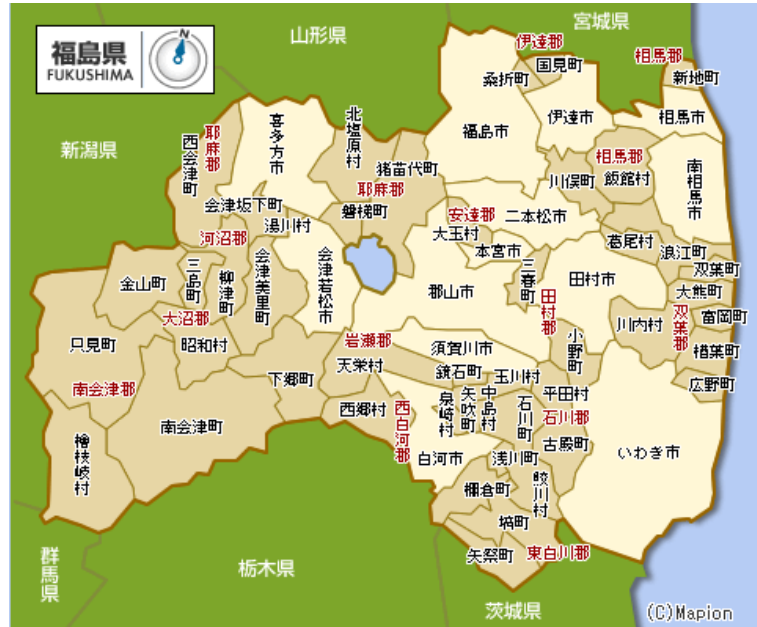 福島県
FUKUSHIMA
山形県
宮城県
新潟県
群馬県
栃木県
茨城県
伊達郡
国見町
桑折町
相馬郡
新地町
福島市
伊達市
相馬市
耶麻郡
西会津町
喜多方市
北塩原村
猪苗代町
耶麻郡
磐梯町
相馬郡
飯館村
川俣町
南相馬市
会津坂下町
湯川村
河沼郡
安達郡
二本松市
大玉村
本宮市
葛尾村
浪江町
双葉町
大熊町
富岡町
双葉郡
川内村
楢葉町
広野町
金山町
三島町
柳津町
会津美里町
会津若松市
郡山市
三春町
田村市
田村郡
小野町
大沼郡
昭和村
只見町
南会津郡
南会津町
檜枝岐村
下郷町
岩瀬郡
天栄村
須賀川市
鏡石町
玉川村
平田村
西郷村
西白河郡
泉崎村
矢吹町
中島村
石川町
石川郡
古殿町
白河市
浅川町
鮫川村
いわき市
棚倉町
塙町
矢祭町
東白川郡
(C)Mapion